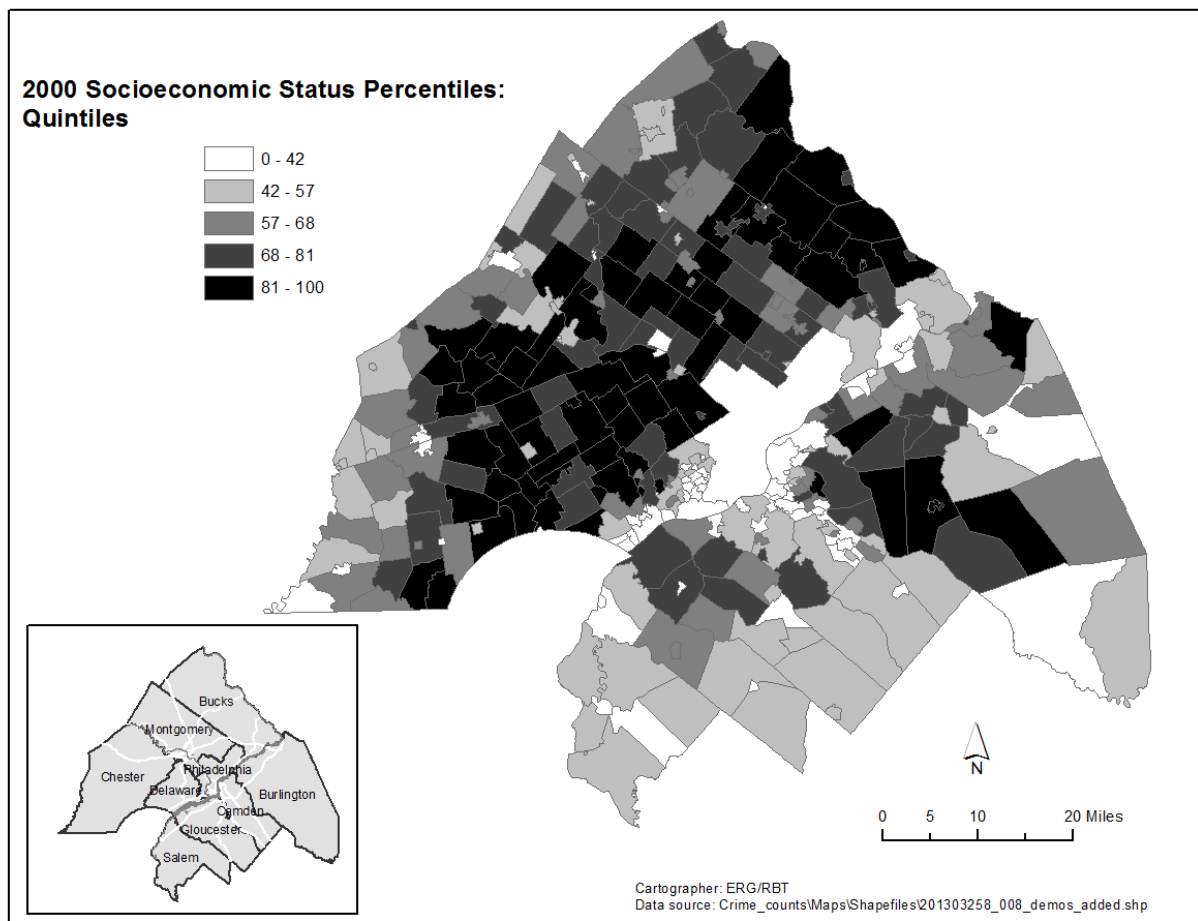 2000 Socioeconomic Status Percentiles:
Quintiles
0 - 42
42 - 57
57 - 68
68 - 81
81 - 100
Bucks
Montgomery
Chester
Philadelphia
Delaware
Burlington
Camden
Gloucester
Salem
N
0 5 10 20 Miles
Cartographer: ERG/RBT
Data source: Crime_counts\Maps\Shapefiles\201303258_008_demos_added.shp